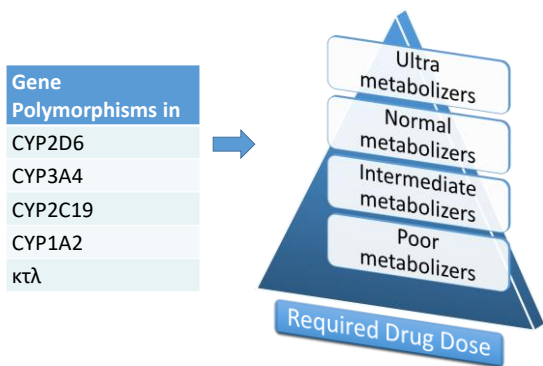 Gene
Polymorphisms in
CYP2D6
CYP3A4
CYP2C19
CYP1A2
κτλ
Ultra
metabolizers
Normal
metabolizers
Intermediate
metabolizers
Poor
metabolizers
Required Drug Dose